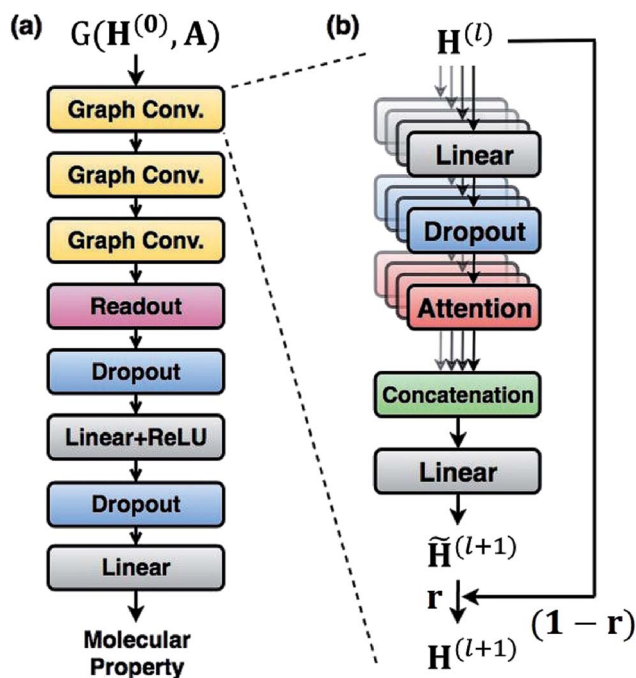 (a)
G(𝐇⁽⁰⁾, 𝐀)
Graph Conv.
Graph Conv.
Graph Conv.
Readout
Dropout
Linear+ReLU
Dropout
Linear
Molecular
Property
(b)
𝐇⁽ˡ⁾
Linear
Dropout
Attention
Concatenation
Linear
𝐇̃⁽ˡ⁺¹⁾
𝐫
(𝟏 − 𝐫)
𝐇⁽ˡ⁺¹⁾